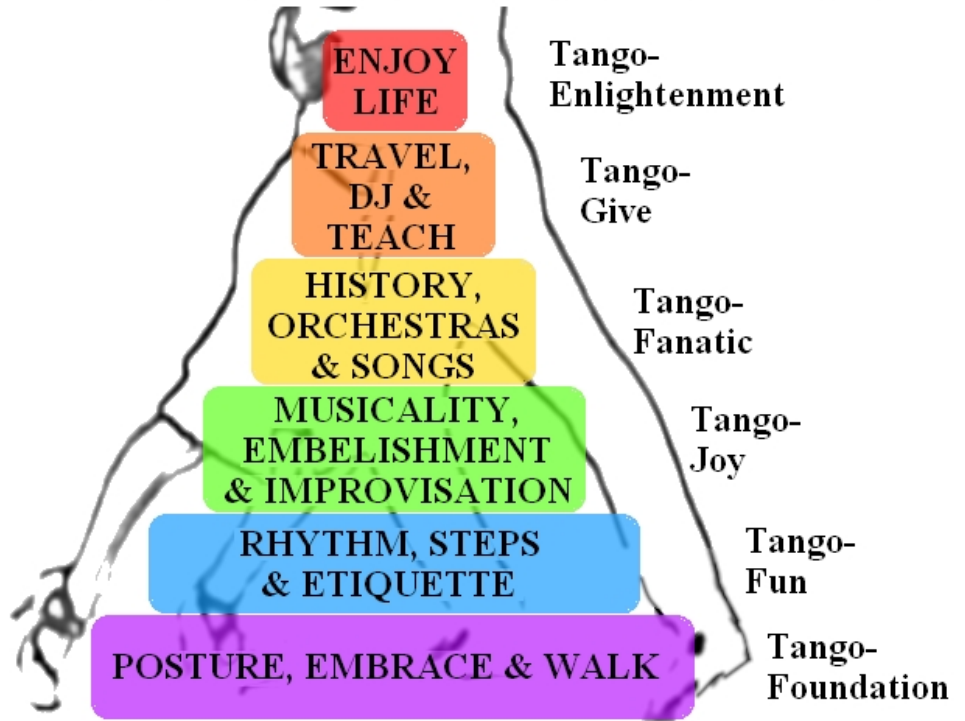 ENJOY
LIFE
Tango-
Enlightenment
TRAVEL,
DJ &
TEACH
Tango-
Give
HISTORY,
ORCHESTRAS
& SONGS
Tango-
Fanatic
MUSICALITY,
EMBELISHMENT
& IMPROVISATION
Tango-
Joy
RHYTHM, STEPS
& ETIQUETTE
Tango-
Fun
POSTURE, EMBRACE & WALK
Tango-
Foundation